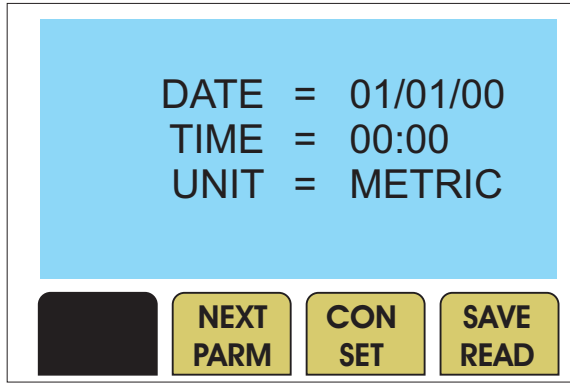 DATE = 01/01/00
TIME = 00:00
UNIT = METRIC
NEXT PARM
CON SET
SAVE READ